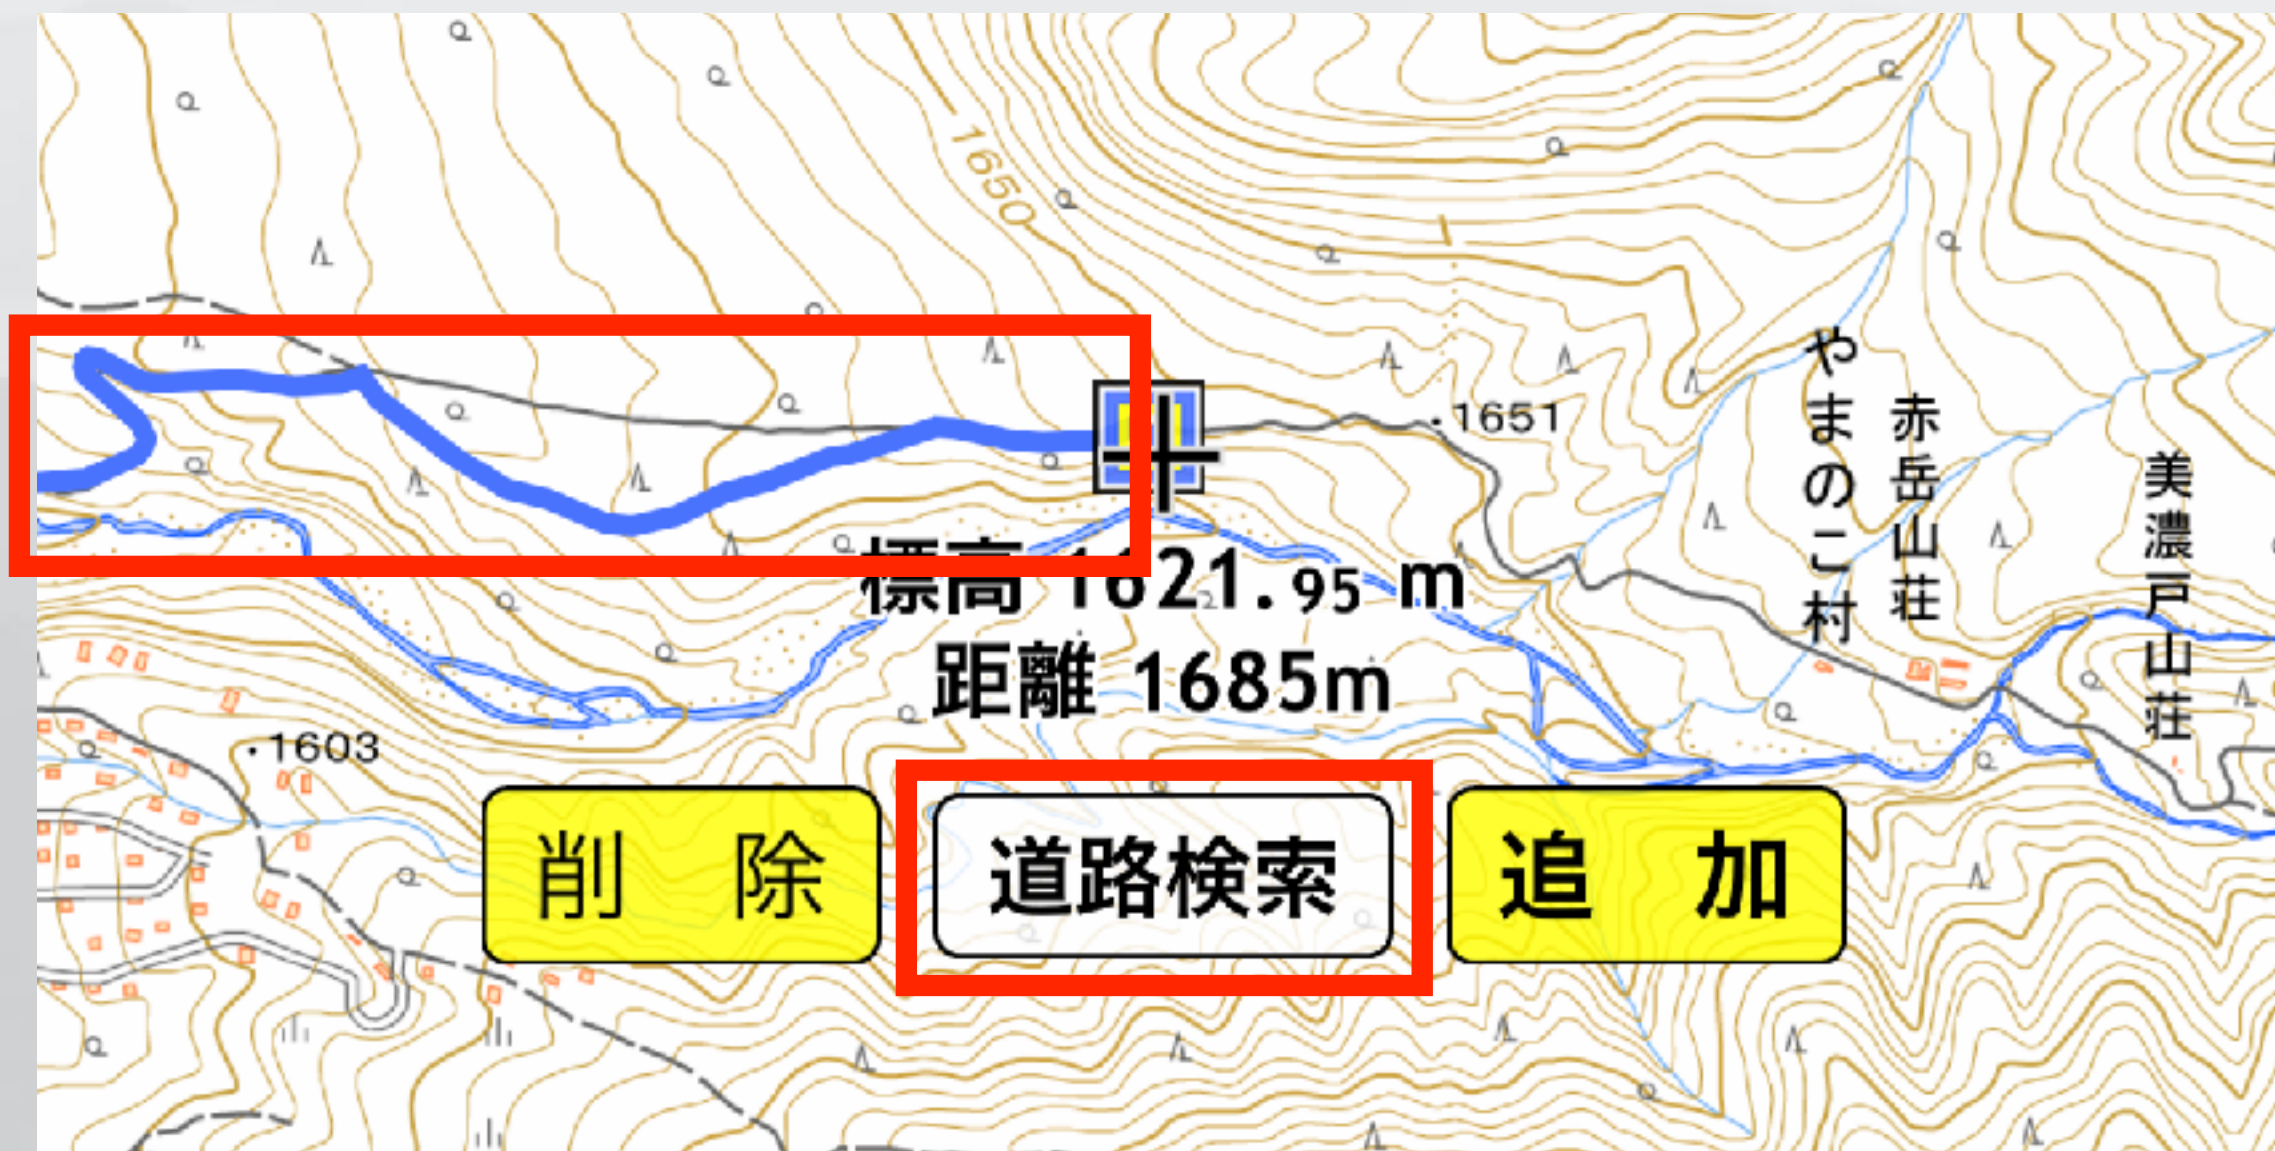 1650
・1651
やまのこ村
赤岳山荘
美濃戸山荘
標高 1621.95 m
距離 1685m
・1603
削 除
道路検索
追 加